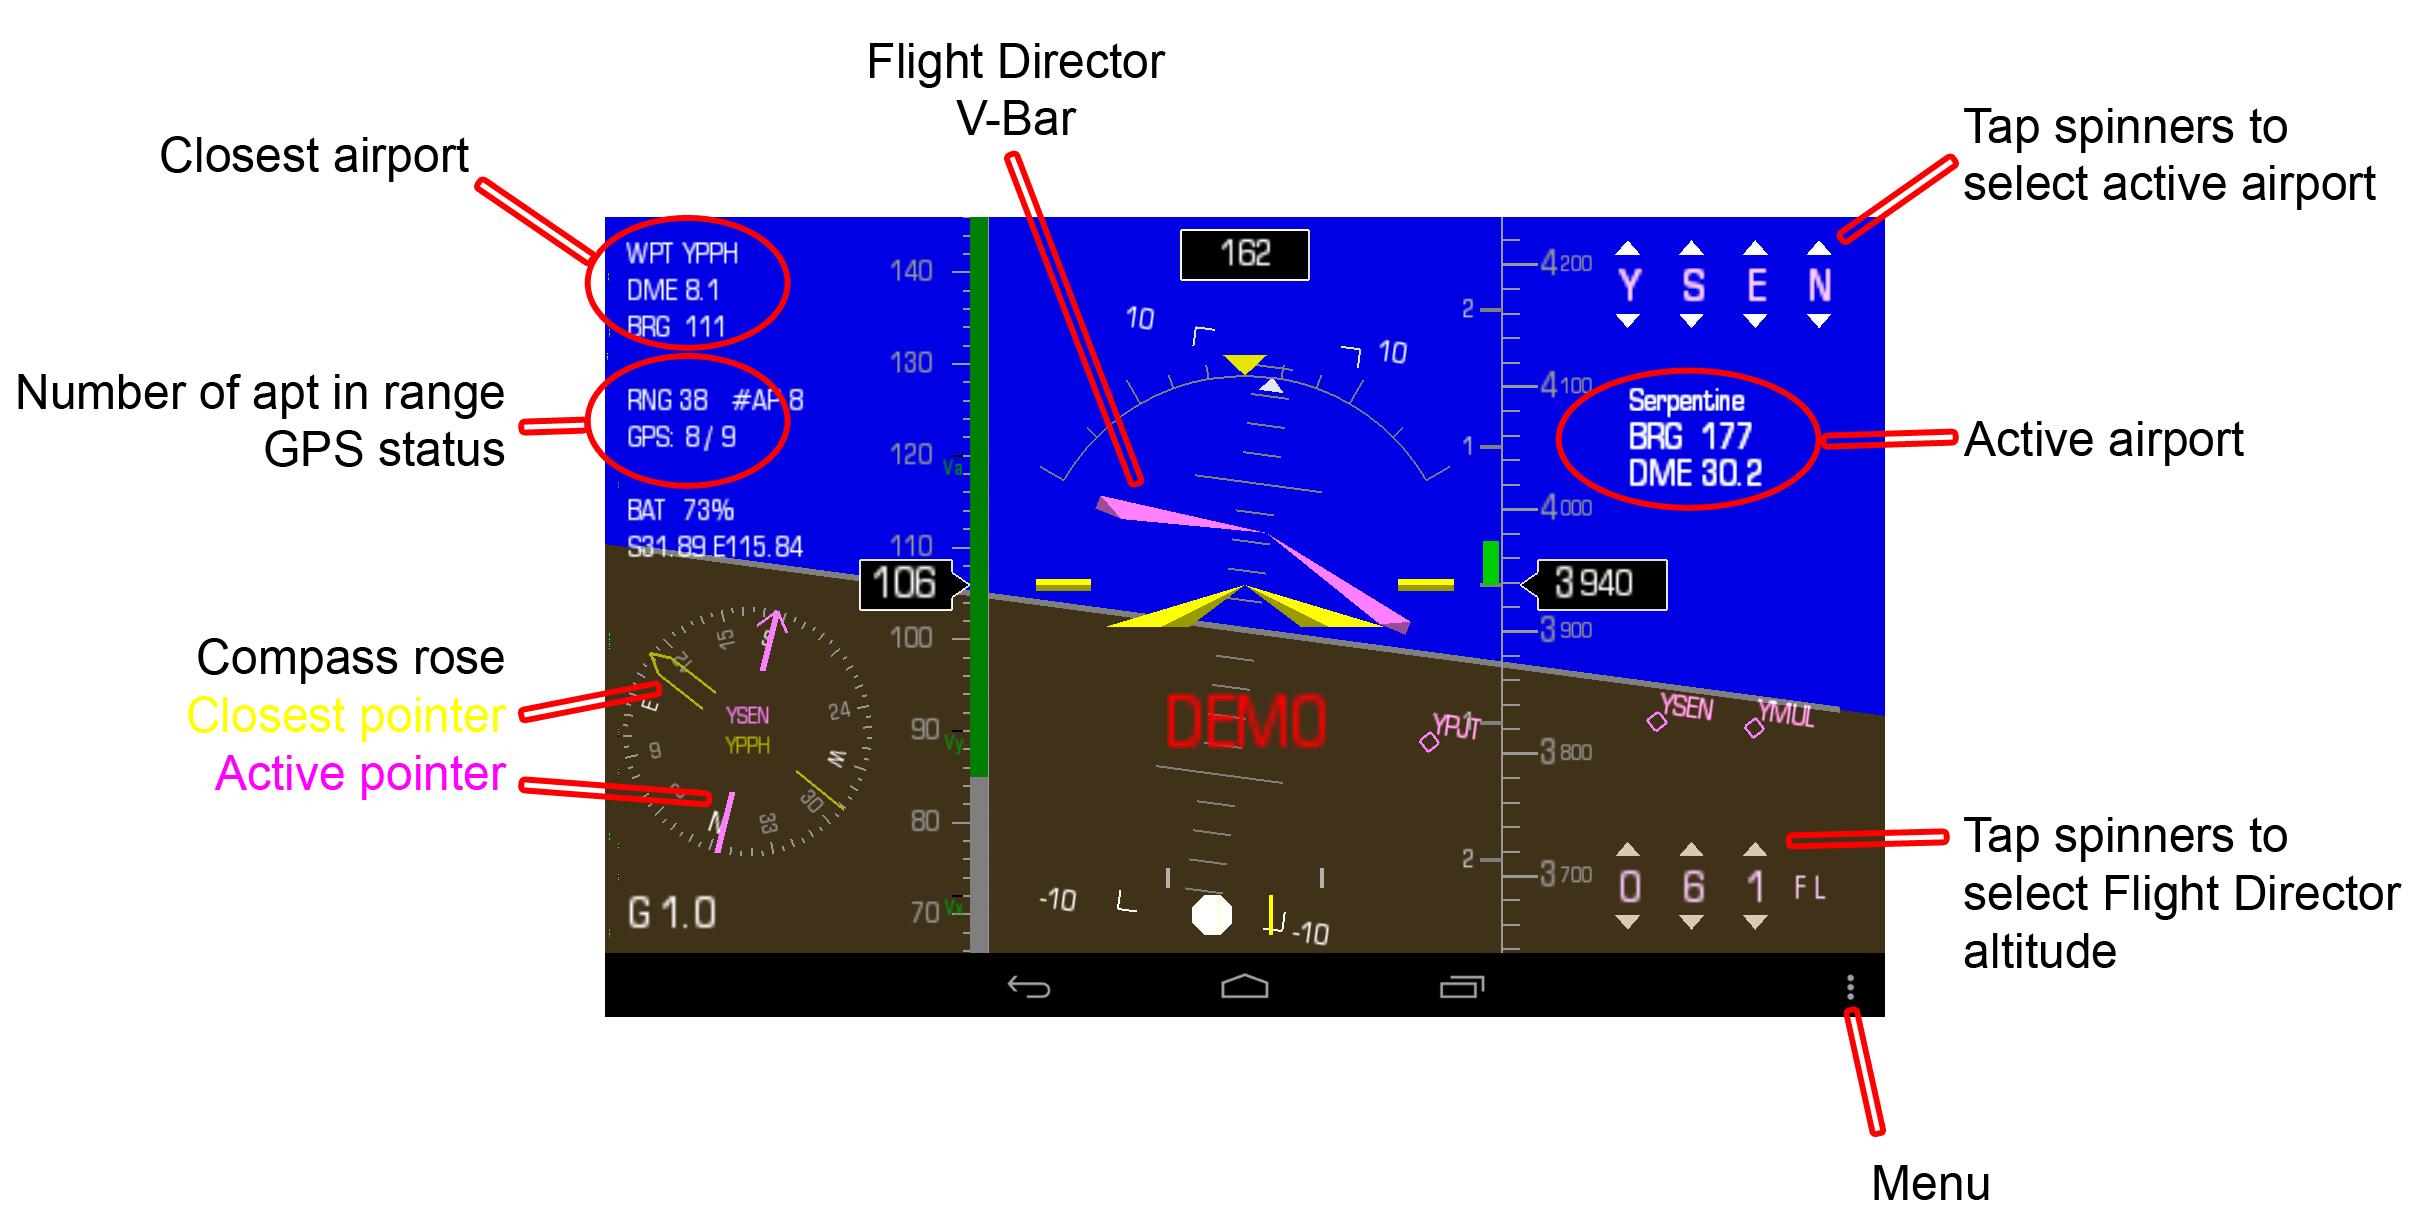 Flight Director
V-Bar
Closest airport
Tap spinners to
select active airport
WPT YPPH
DME 8.1
BRG 111
162
140
4 200
Y S E N
2
10
10
130
4 100
Number of apt in range
GPS status
RNG 38 #AP 8
GPS: 8 / 9
Serpentine
BRG 177
DME 30.2
Active airport
120
Va
1
4 000
BAT 73%
S31.89 E115.84
110
106
3 940
100
3 900
Compass rose
Closest pointer
Active pointer
15
S
12
E
24
YSEN
YPPH
6
W
3
30
N
33
90
Vy
DEMO
YPJT
1
YSEN
YMUL
3 800
80
2
3 700
Tap spinners to
select Flight Director
altitude
0 6 1 FL
G 1.0
70
Vx
-10
-10
Menu